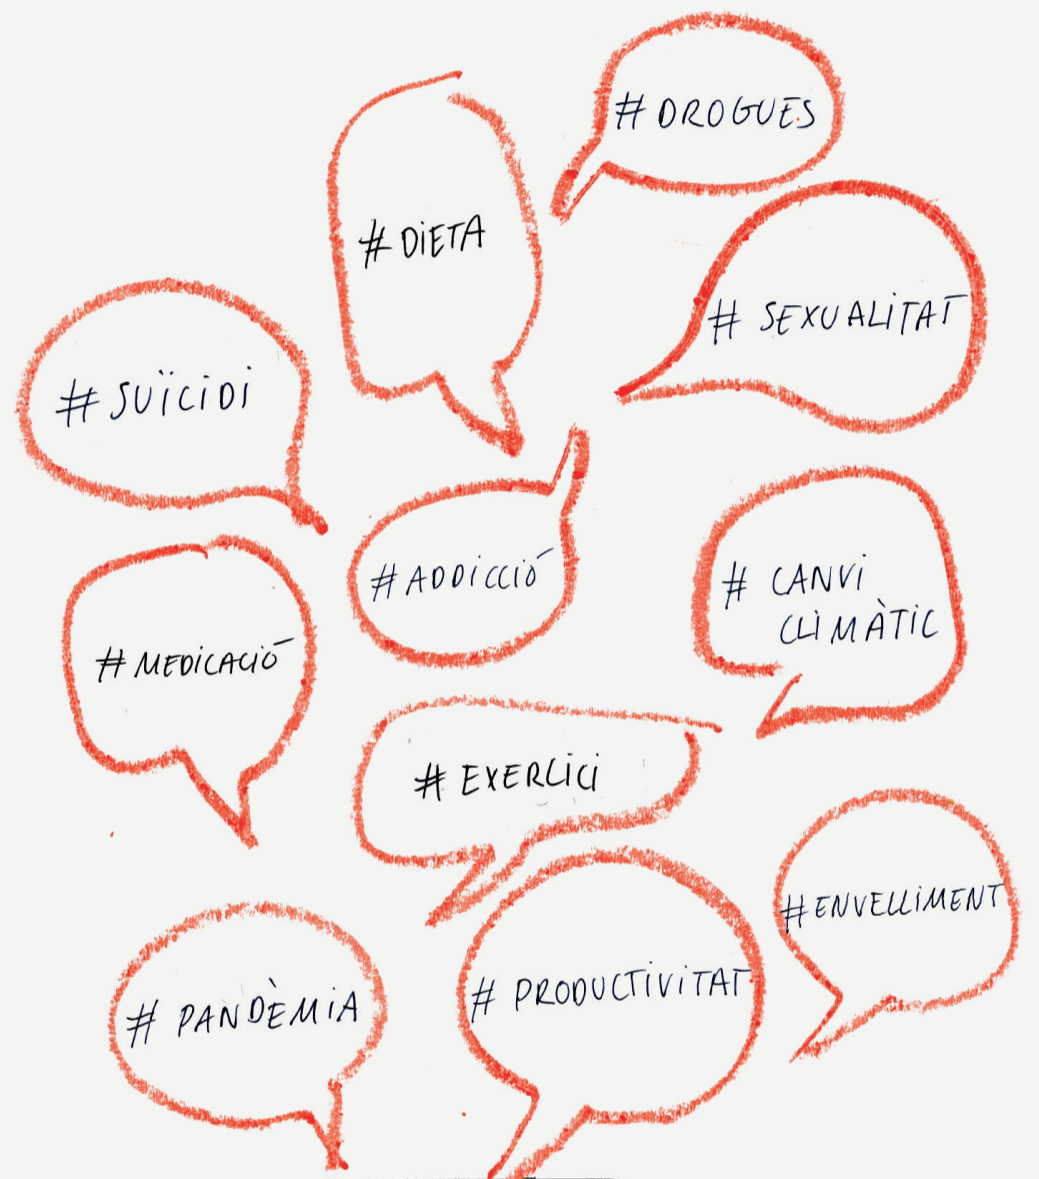 # DROGUES
# DIETA
# SEXUALITAT
# SUÏCIDI
# ADDICCIÓ
# CANVI
CLIMÀTIC
# MEDICACIÓ
# EXERCICI
# ENVELLIMENT
# PANDÈMIA
# PRODUCTIVITAT